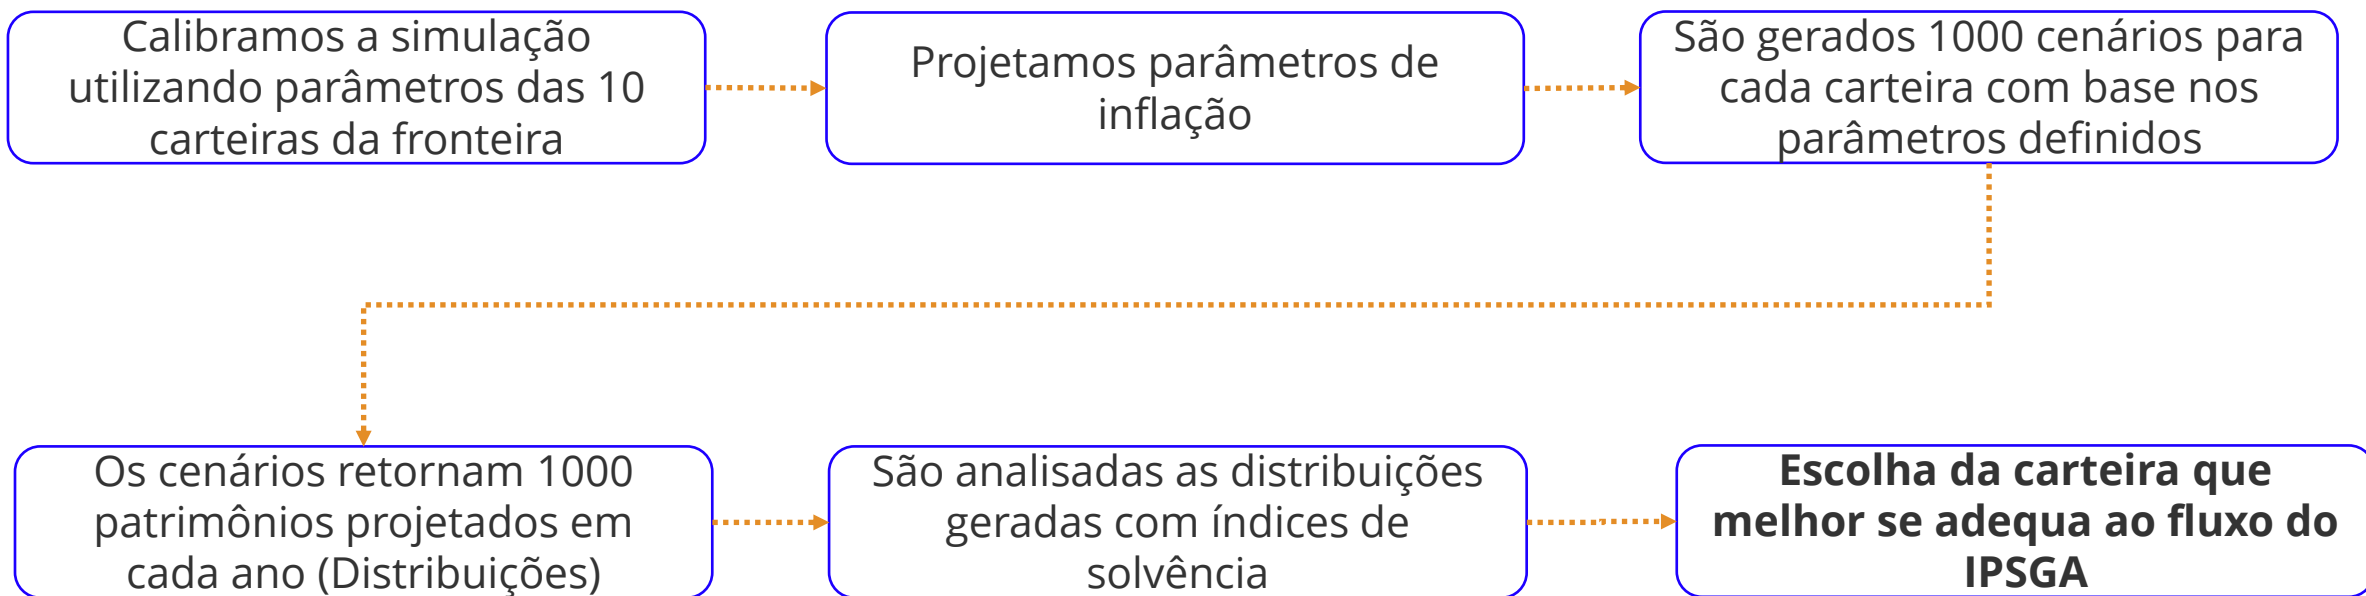 Calibramos a simulação
utilizando parâmetros das 10
carteiras da fronteira
Projetamos parâmetros de
inflação
São gerados 1000 cenários para
cada carteira com base nos
parâmetros definidos
Os cenários retornam 1000
patrimônios projetados em
cada ano (Distribuições)
São analisadas as distribuições
geradas com índices de
solvência
Escolha da carteira que
melhor se adequa ao fluxo do
IPSGA